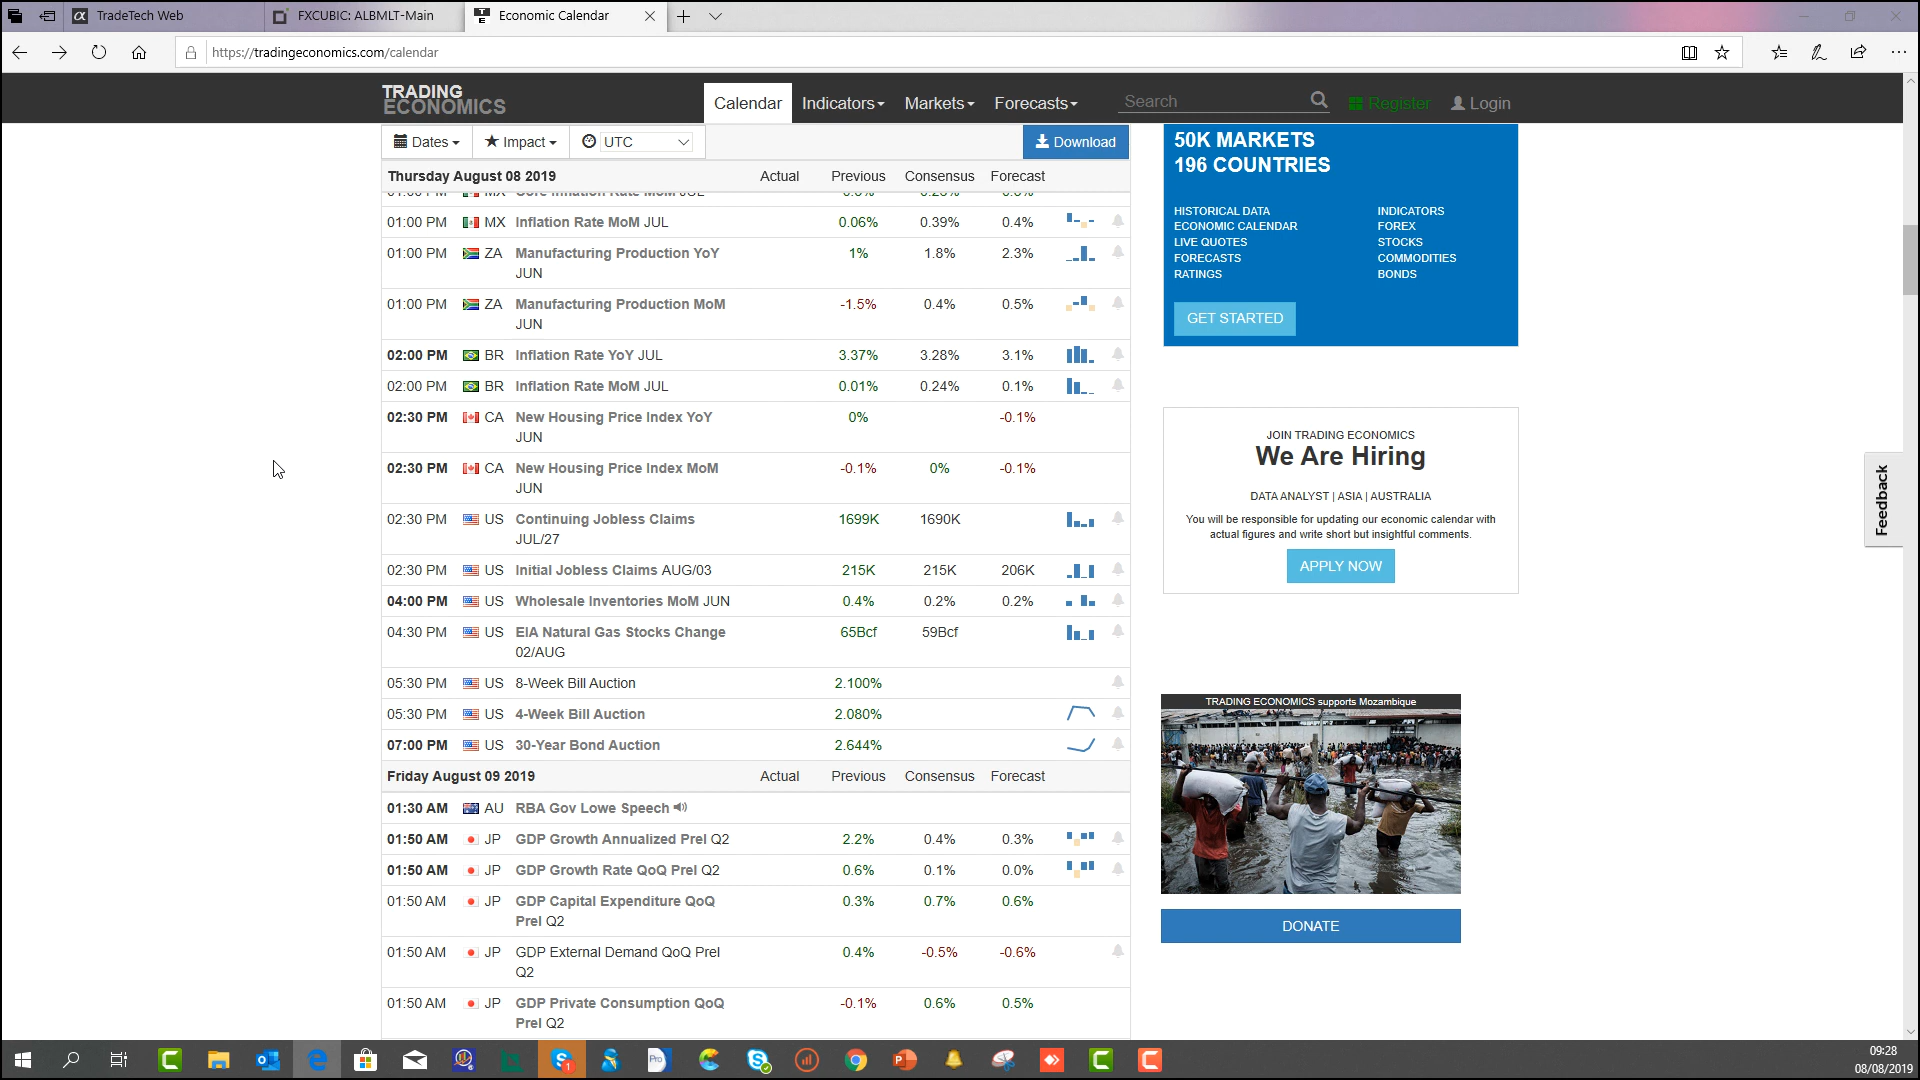 TradeTech Web
FXCUBIC: ALBMLT-Main
Economic Calendar
https://tradingeconomics.com/calendar
TRADING
ECONOMICS
Calendar
Indicators
Markets
Forecasts
Search
Register
Login
Dates
Impact
UTC
Download
Thursday August 08 2019 Actual Previous Consensus Forecast
01:00 PM MX Inflation Rate MoM JUL 0.06% 0.39% 0.4%
01:00 PM ZA Manufacturing Production YoY 1% 1.8% 2.3%
JUN
01:00 PM ZA Manufacturing Production MoM -1.5% 0.4% 0.5%
JUN
02:00 PM BR Inflation Rate YoY JUL 3.37% 3.28% 3.1%
02:00 PM BR Inflation Rate MoM JUL 0.01% 0.24% 0.1%
02:30 PM CA New Housing Price Index YoY 0% -0.1%
JUN
02:30 PM CA New Housing Price Index MoM -0.1% 0% -0.1%
JUN
02:30 PM US Continuing Jobless Claims 1699K 1690K
JUL/27
02:30 PM US Initial Jobless Claims AUG/03 215K 215K 206K
04:00 PM US Wholesale Inventories MoM JUN 0.4% 0.2% 0.2%
04:30 PM US EIA Natural Gas Stocks Change 65Bcf 59Bcf
02/AUG
05:30 PM US 8-Week Bill Auction 2.100%
05:30 PM US 4-Week Bill Auction 2.080%
07:00 PM US 30-Year Bond Auction 2.644%
Friday August 09 2019 Actual Previous Consensus Forecast
01:30 AM AU RBA Gov Lowe Speech
01:50 AM JP GDP Growth Annualized Prel Q2 2.2% 0.4% 0.3%
01:50 AM JP GDP Growth Rate QoQ Prel Q2 0.6% 0.1% 0.0%
01:50 AM JP GDP Capital Expenditure QoQ 0.3% 0.7% 0.6%
Prel Q2
01:50 AM JP GDP External Demand QoQ Prel 0.4% -0.5% -0.6%
Q2
01:50 AM JP GDP Private Consumption QoQ -0.1% 0.6% 0.5%
Prel Q2
50K MARKETS
196 COUNTRIES
HISTORICAL DATA INDICATORS
ECONOMIC CALENDAR FOREX
LIVE QUOTES STOCKS
FORECASTS COMMODITIES
RATINGS BONDS
GET STARTED
JOIN TRADING ECONOMICS
We Are Hiring
DATA ANALYST | ASIA | AUSTRALIA
You will be responsible for updating our economic calendar with
actual figures and write short but insightful comments.
APPLY NOW
TRADING ECONOMICS supports Mozambique
DONATE
Feedback
09:28
08/08/2019